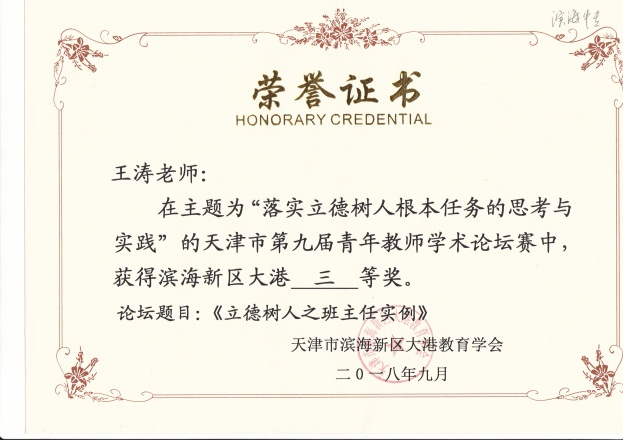 滨海
荣誉证书
HONORARY CREDENTIAL
王涛老师：
在主题为“落实立德树人根本任务的思考与
实践”的天津市第九届青年教师学术论坛赛中，
获得滨海新区大港 三 等奖。
论坛题目：《立德树人之班主任实例》
天津市滨海新区大港教育学会
二0一八年九月